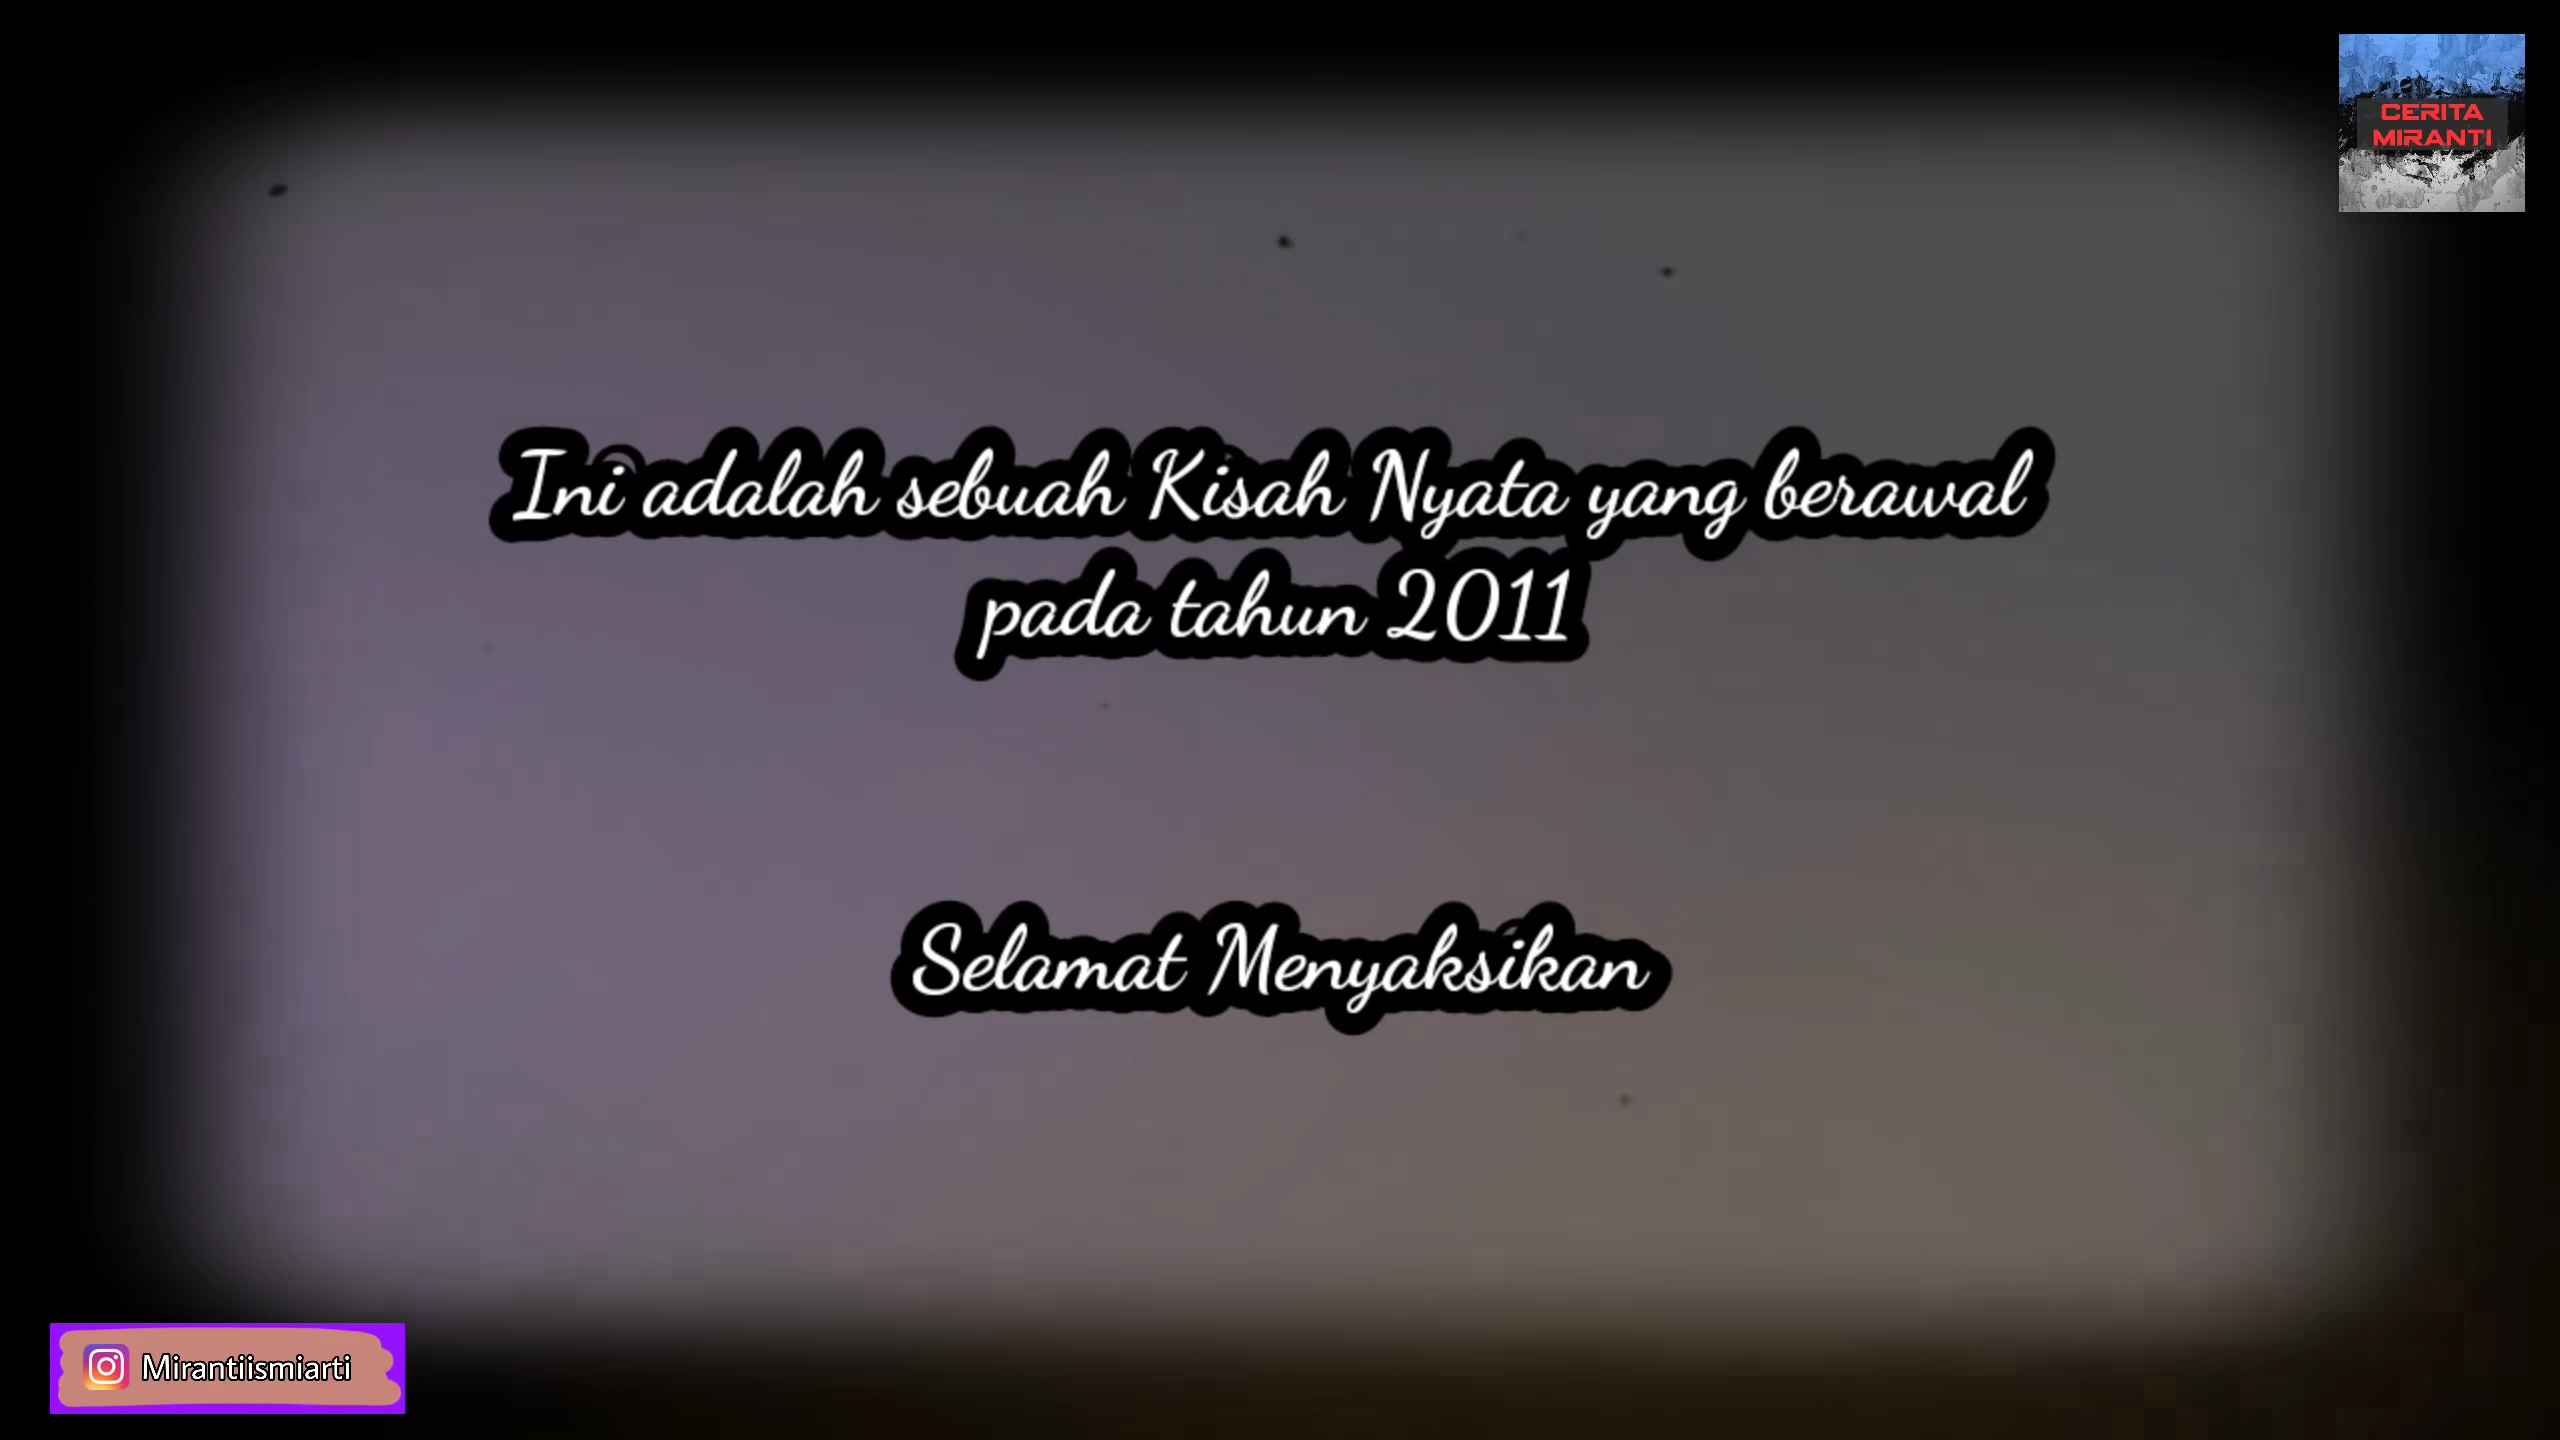 CERITA
MIRANTI
Ini adalah sebuah Kisah Nyata yang berawal
pada tahun 2011
Selamat Menyaksikan
Mirantiismiarti